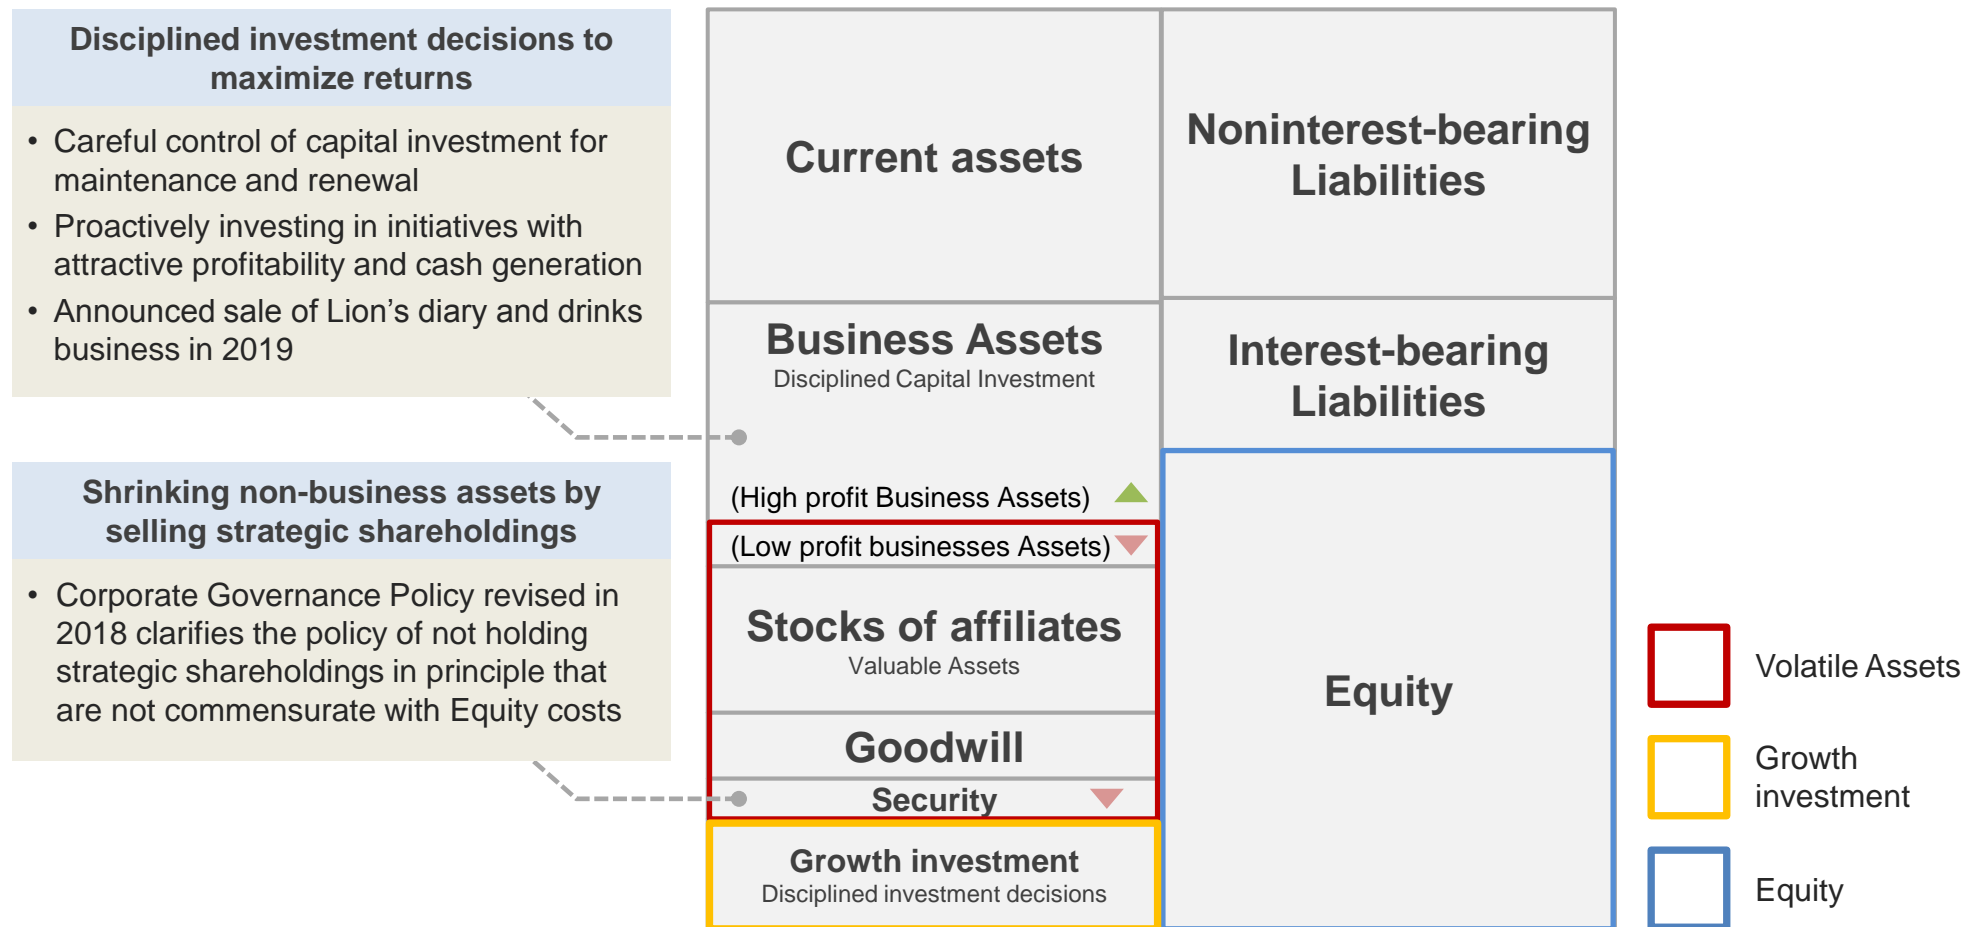 Disciplined investment decisions to
maximize returns
• Careful control of capital investment for
maintenance and renewal
• Proactively investing in initiatives with
attractive profitability and cash generation
• Announced sale of Lion’s diary and drinks
business in 2019
Shrinking non-business assets by
selling strategic shareholdings
• Corporate Governance Policy revised in
2018 clarifies the policy of not holding
strategic shareholdings in principle that
are not commensurate with Equity costs
Current assets
Business Assets
Disciplined Capital Investment
(High profit Business Assets)
(Low profit businesses Assets)
Stocks of affiliates
Valuable Assets
Goodwill
Security
Growth investment
Disciplined investment decisions
Noninterest-bearing
Liabilities
Interest-bearing
Liabilities
Equity
Volatile Assets
Growth
investment
Equity